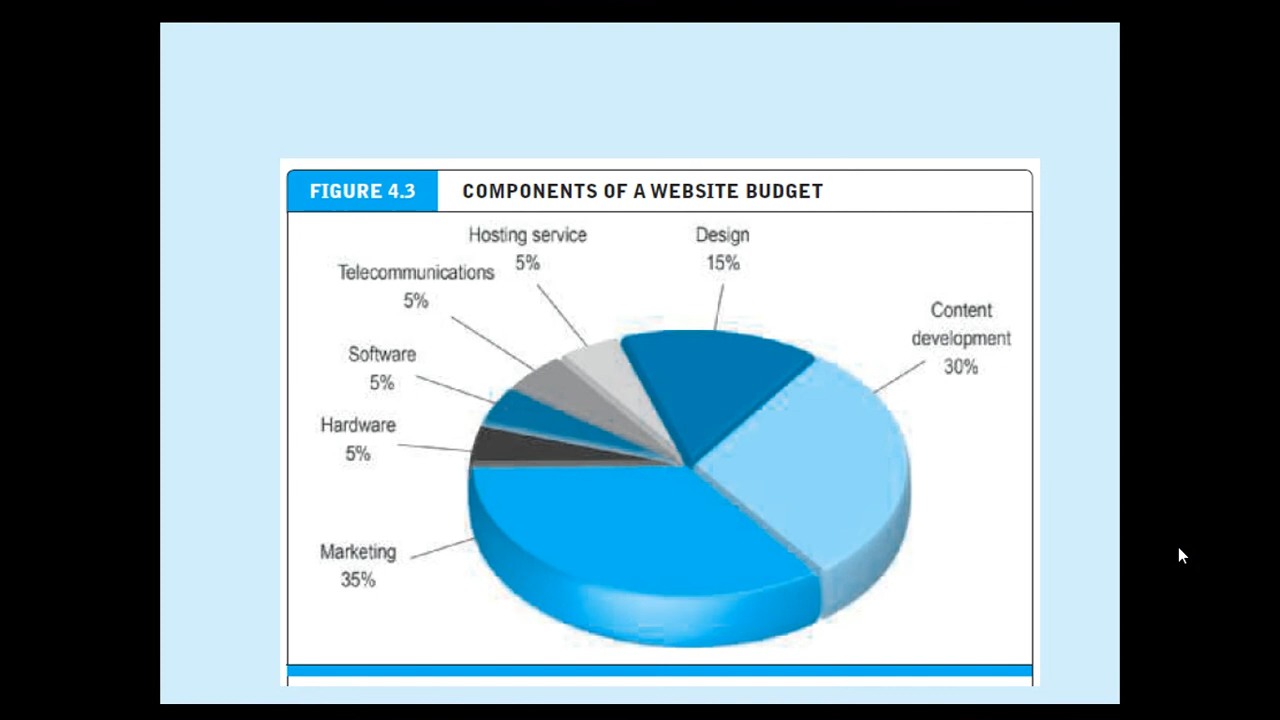 FIGURE 4.3
COMPONENTS OF A WEBSITE BUDGET
Hosting service
5%
Design
15%
Telecommunications
5%
Content
development
30%
Software
5%
Hardware
5%
Marketing
35%